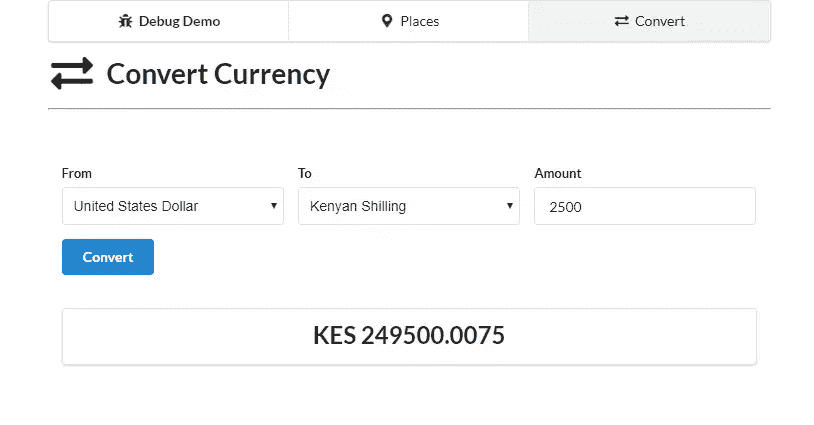 Debug Demo Places Convert
Convert Currency
From To Amount
United States Dollar Kenyan Shilling 2500
Convert
KES 249500.0075